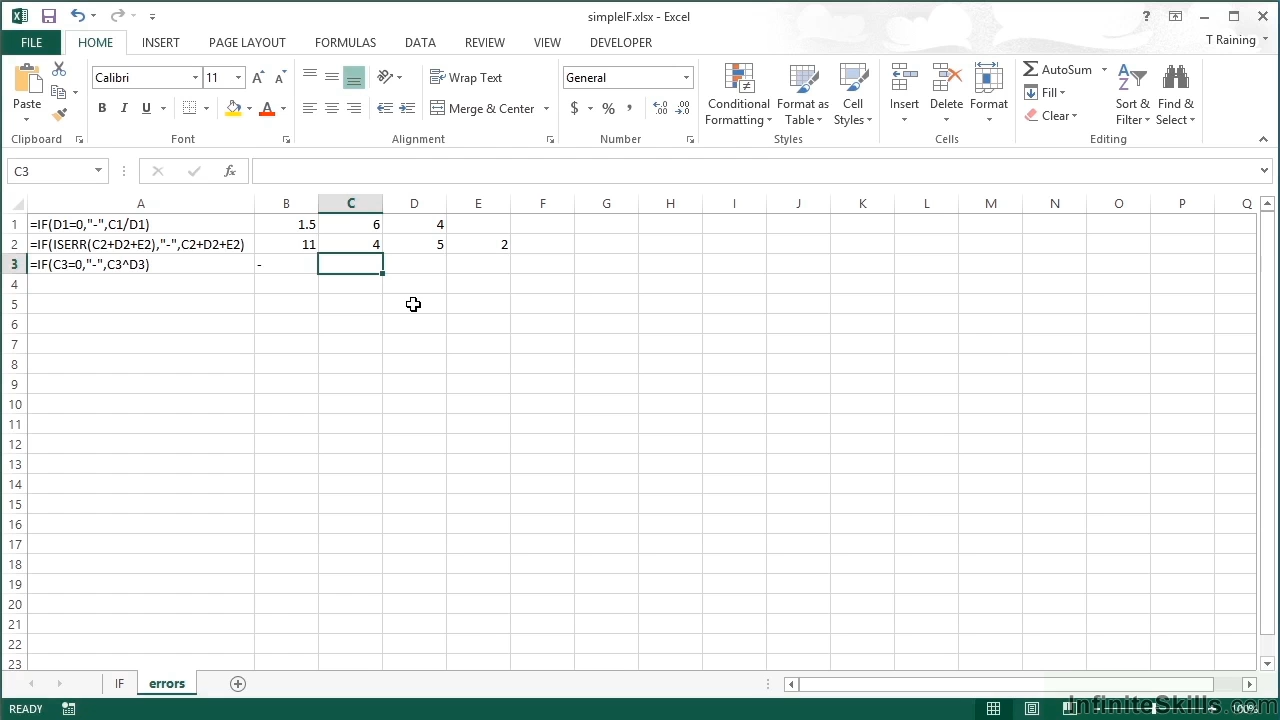 simpleIF.xlsx - Excel
FILE HOME INSERT PAGE LAYOUT FORMULAS DATA REVIEW VIEW DEVELOPER T Raining
Calibri 11 Wrap Text General AutoSum
Paste Fill
Merge & Center Conditional Formatting Format as Table Cell Styles Insert Delete Format Clear Sort & Filter Find & Select
Clipboard Font Alignment Number Styles Cells Editing
C3 fx
A B C D E F G H I J K L M N O P Q
1 =IF(D1=0,"-",C1/D1) 1.5 6 4
2 =IF(ISERR(C2+D2+E2),"-",C2+D2+E2) 11 4 5 2
3 =IF(C3=0,"-",C3^D3) -
4
5
6
7
8
9
10
11
12
13
14
15
16
17
18
19
20
21
22
23
IF errors
READY 100%
InfiniteSkills.com